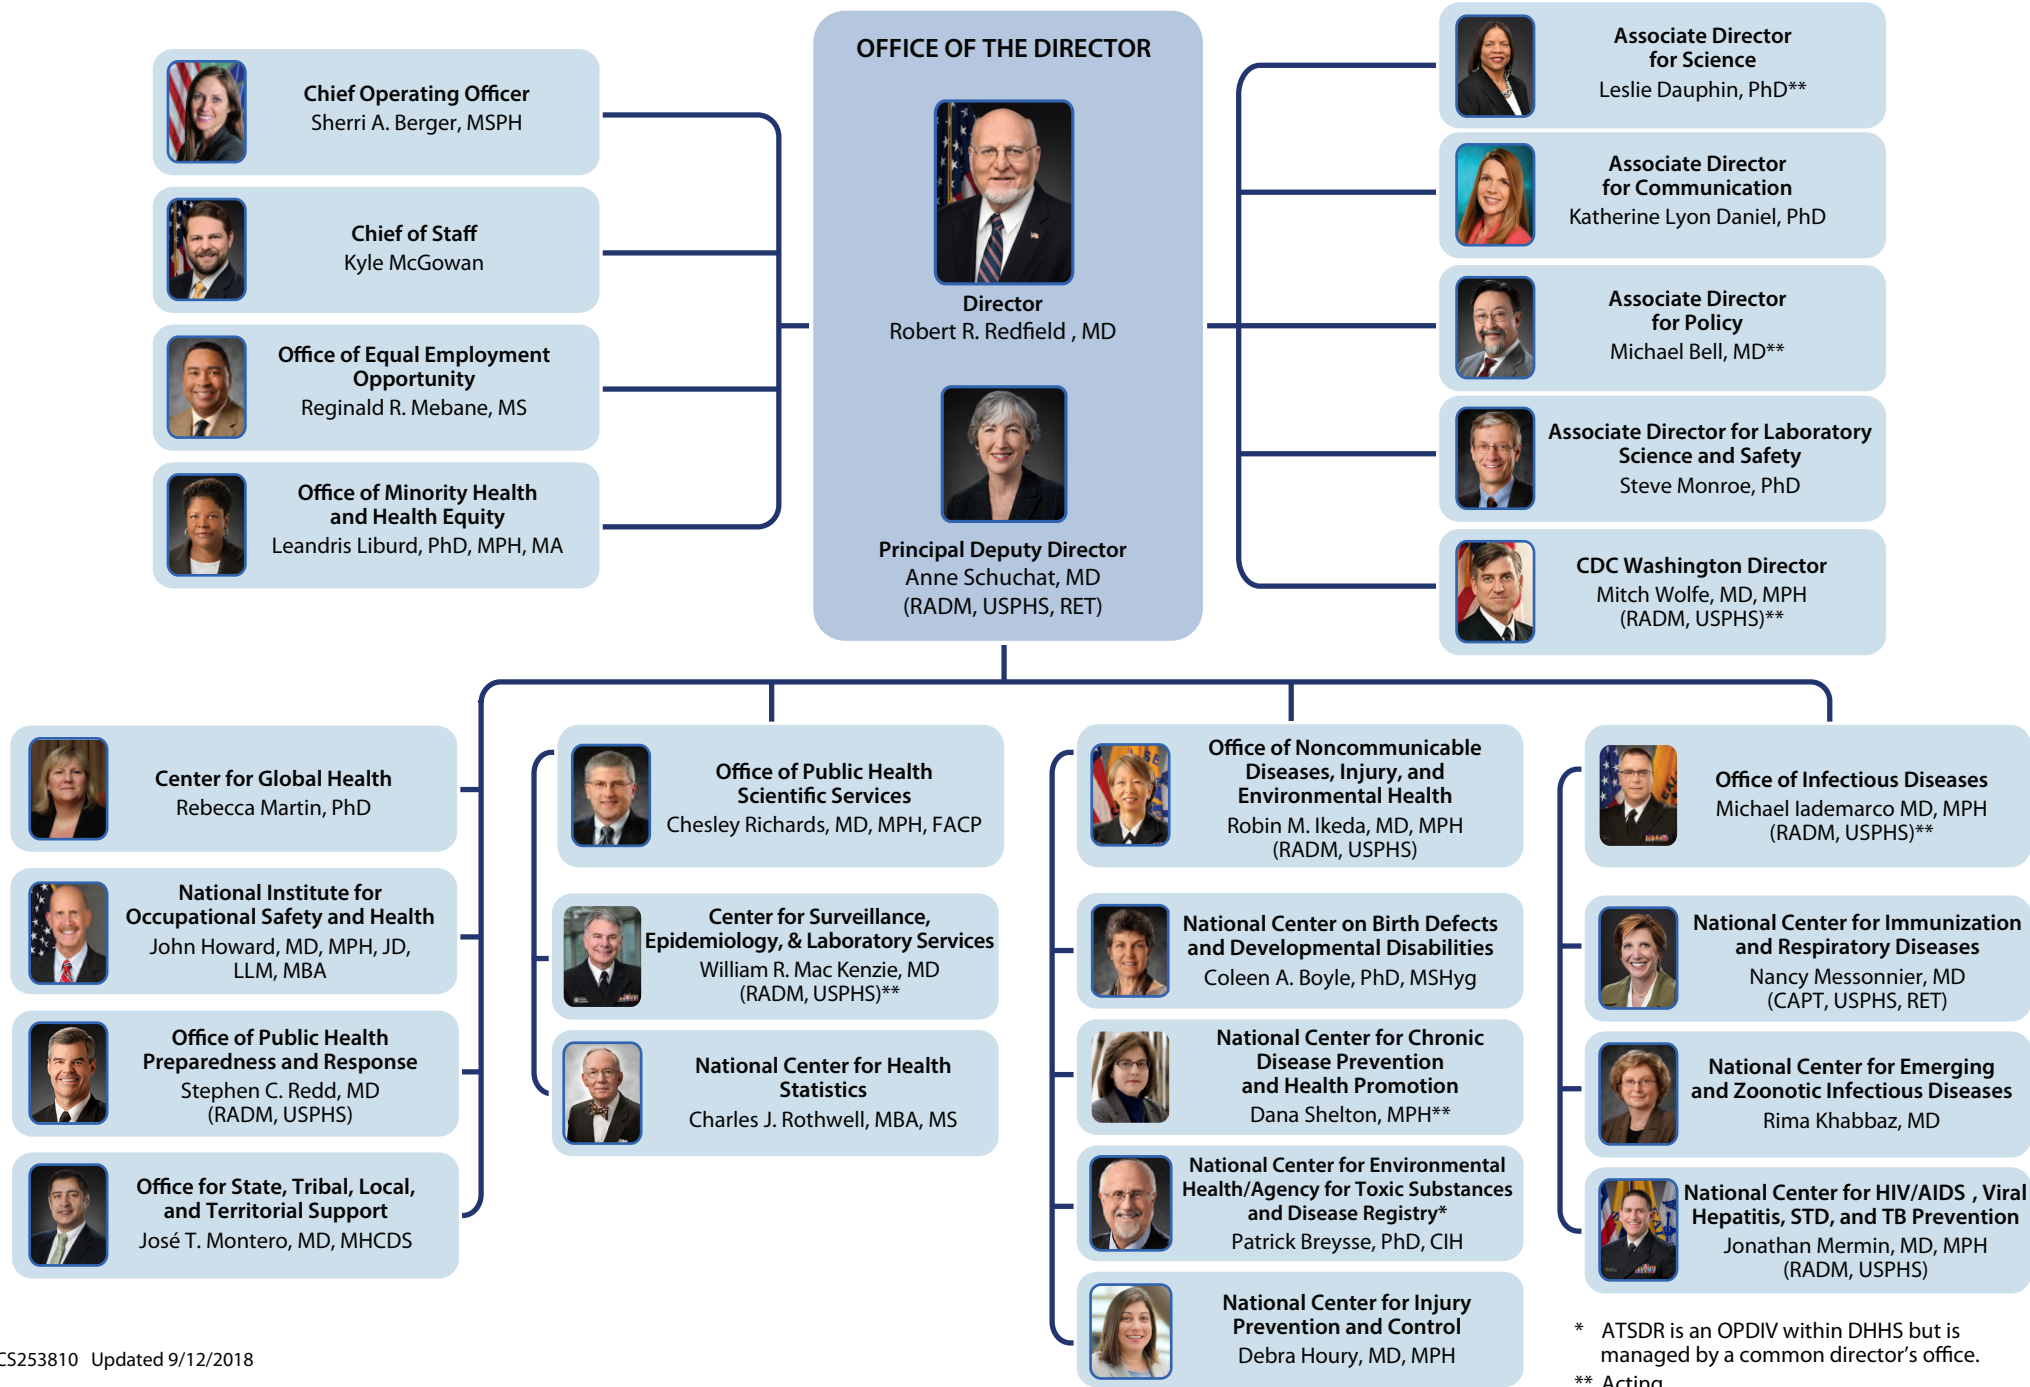 OFFICE OF THE DIRECTOR
Director
Robert R. Redfield , MD
Principal Deputy Director
Anne Schuchat, MD
(RADM, USPHS, RET)
Chief Operating Officer
Sherri A. Berger, MSPH
Chief of Staff
Kyle McGowan
Office of Equal Employment
Opportunity
Reginald R. Mebane, MS
Office of Minority Health
and Health Equity
Leandris Liburd, PhD, MPH, MA
Associate Director
for Science
Leslie Dauphin, PhD**
Associate Director
for Communication
Katherine Lyon Daniel, PhD
Associate Director
for Policy
Michael Bell, MD**
Associate Director for Laboratory
Science and Safety
Steve Monroe, PhD
CDC Washington Director
Mitch Wolfe, MD, MPH
(RADM, USPHS)**
Center for Global Health
Rebecca Martin, PhD
National Institute for
Occupational Safety and Health
John Howard, MD, MPH, JD,
LLM, MBA
Office of Public Health
Preparedness and Response
Stephen C. Redd, MD
(RADM, USPHS)
Office for State, Tribal, Local,
and Territorial Support
José T. Montero, MD, MHCDS
Office of Public Health
Scientific Services
Chesley Richards, MD, MPH, FACP
Center for Surveillance,
Epidemiology, & Laboratory Services
William R. Mac Kenzie, MD
(RADM, USPHS)**
National Center for Health
Statistics
Charles J. Rothwell, MBA, MS
Office of Noncommunicable
Diseases, Injury, and
Environmental Health
Robin M. Ikeda, MD, MPH
(RADM, USPHS)
National Center on Birth Defects
and Developmental Disabilities
Coleen A. Boyle, PhD, MSHyg
National Center for Chronic
Disease Prevention
and Health Promotion
Dana Shelton, MPH**
National Center for Environmental
Health/Agency for Toxic Substances
and Disease Registry*
Patrick Breysse, PhD, CIH
National Center for Injury
Prevention and Control
Debra Houry, MD, MPH
Office of Infectious Diseases
Michael Iademarco MD, MPH
(RADM, USPHS)**
National Center for Immunization
and Respiratory Diseases
Nancy Messonnier, MD
(CAPT, USPHS, RET)
National Center for Emerging
and Zoonotic Infectious Diseases
Rima Khabbaz, MD
National Center for HIV/AIDS , Viral
Hepatitis, STD, and TB Prevention
Jonathan Mermin, MD, MPH
(RADM, USPHS)
CS253810 Updated 9/12/2018
* ATSDR is an OPDIV within DHHS but is
managed by a common director's office.
** Acting